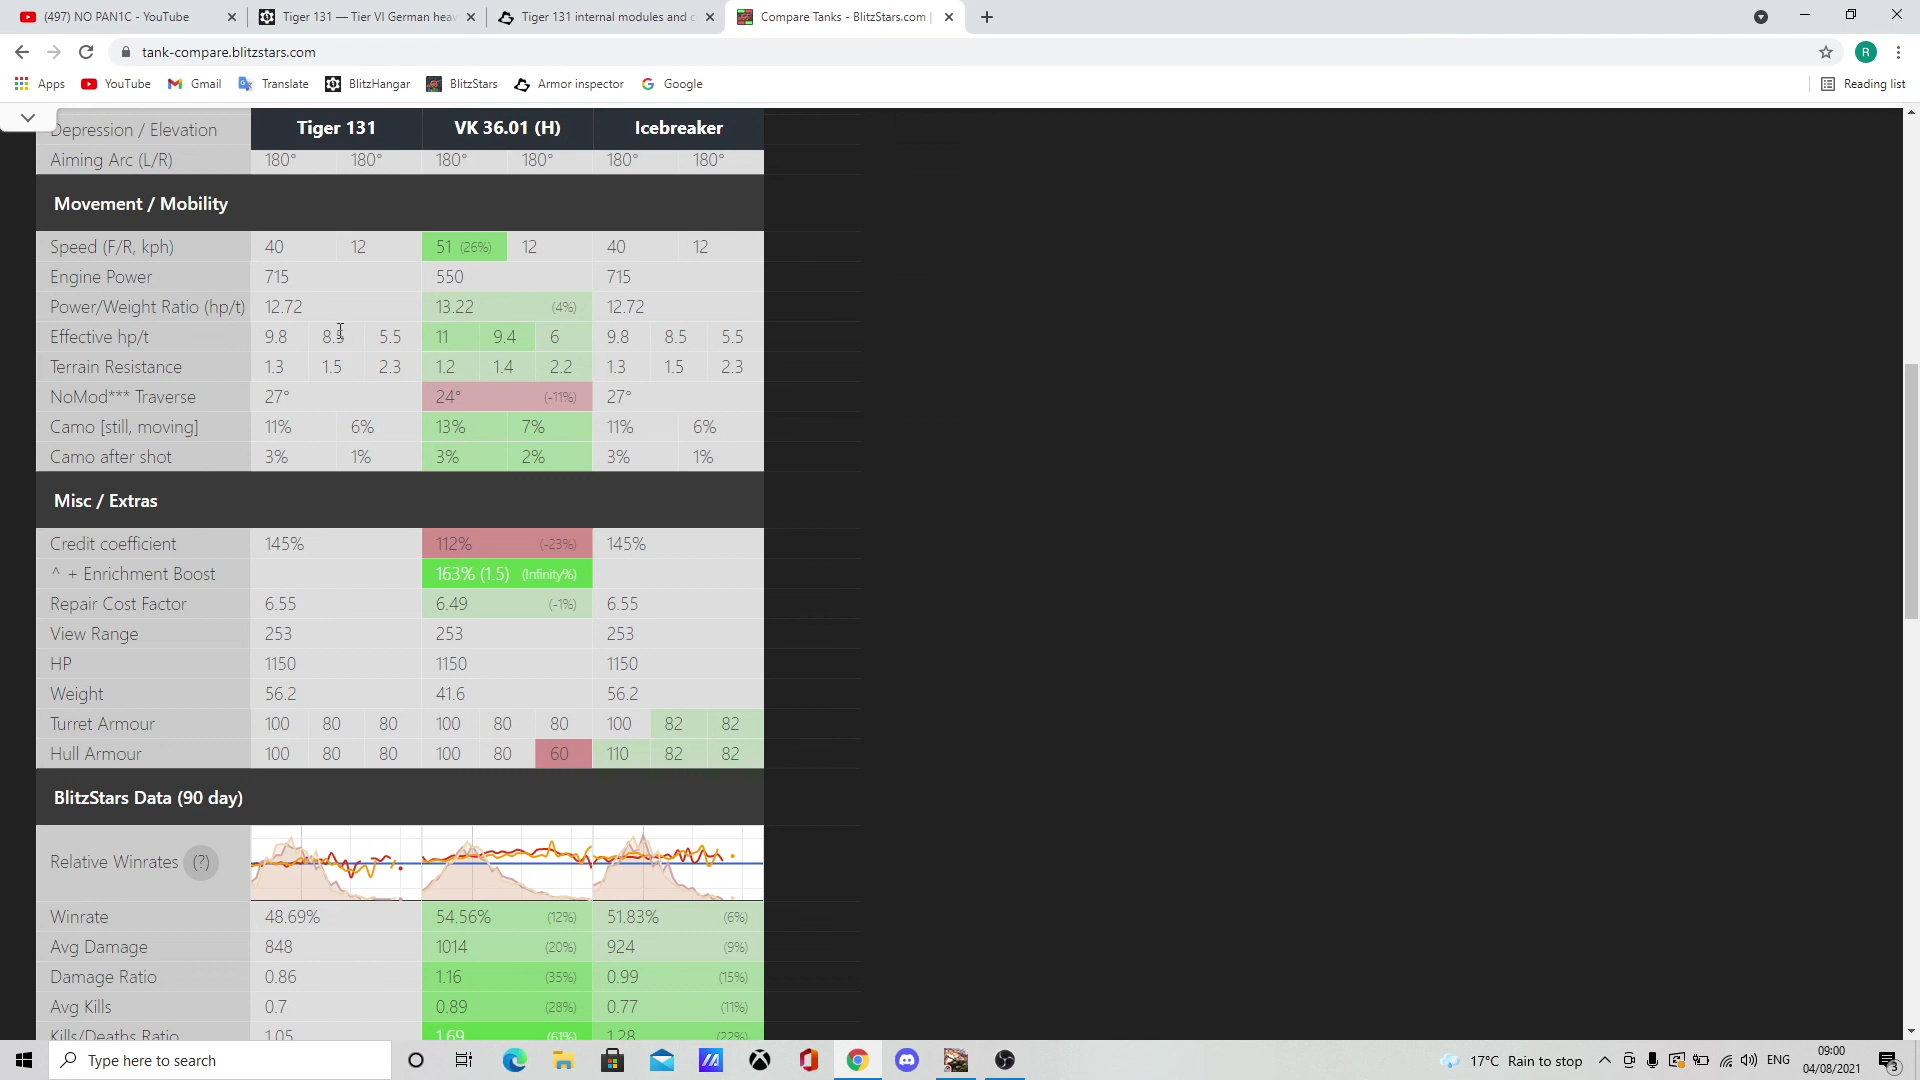 (497) NO PAN1C - YouTube
Tiger 131 — Tier VI German heav
Tiger 131 internal modules and c
Compare Tanks - BlitzStars.com |
tank-compare.blitzstars.com
R
Apps YouTube Gmail Translate BlitzHangar BlitzStars Armor inspector Google Reading list
Depression / Elevation Tiger 131 VK 36.01 (H) Icebreaker
Aiming Arc (L/R) 180° 180° 180° 180° 180° 180°
Movement / Mobility
Speed (F/R, kph) 40 12 51 (26%) 12 40 12
Engine Power 715 550 715
Power/Weight Ratio (hp/t) 12.72 13.22 (4%) 12.72
Effective hp/t 9.8 8.5 5.5 11 9.4 6 9.8 8.5 5.5
Terrain Resistance 1.3 1.5 2.3 1.2 1.4 2.2 1.3 1.5 2.3
NoMod*** Traverse 27° 24° (-11%) 27°
Camo [still, moving] 11% 6% 13% 7% 11% 6%
Camo after shot 3% 1% 3% 2% 3% 1%
Misc / Extras
Credit coefficient 145% 112% (-23%) 145%
^ + Enrichment Boost 163% (1.5) (Infinity%)
Repair Cost Factor 6.55 6.49 (-1%) 6.55
View Range 253 253 253
HP 1150 1150 1150
Weight 56.2 41.6 56.2
Turret Armour 100 80 80 100 80 80 100 82 82
Hull Armour 100 80 80 100 80 60 110 82 82
BlitzStars Data (90 day)
Relative Winrates (?)
Winrate 48.69% 54.56% (12%) 51.83% (6%)
Avg Damage 848 1014 (20%) 924 (9%)
Damage Ratio 0.86 1.16 (35%) 0.99 (15%)
Avg Kills 0.7 0.89 (28%) 0.77 (11%)
Kills/Deaths Ratio 1.05 1.69 (61%) 1.28 (22%)
Type here to search
17°C Rain to stop
ENG
09:00
04/08/2021
3